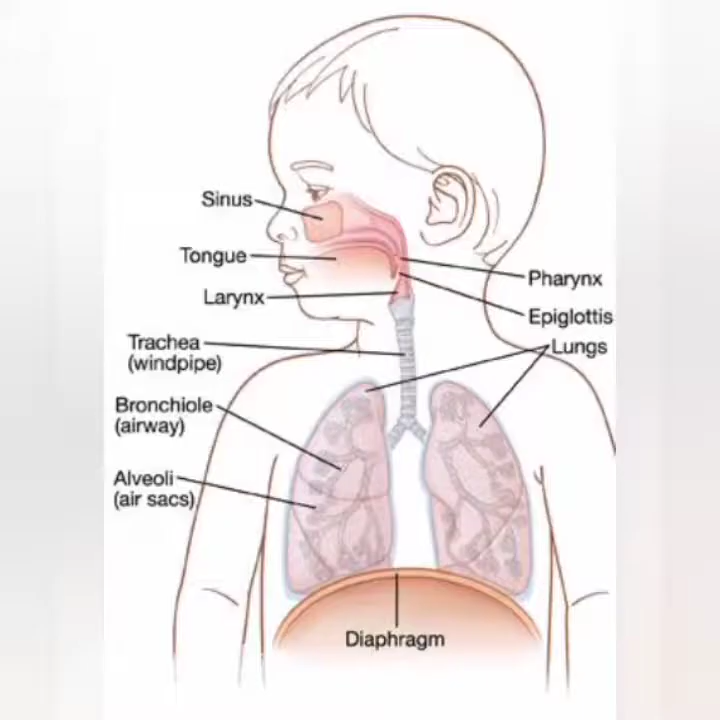 Sinus
Tongue
Larynx
Pharynx
Epiglottis
Lungs
Trachea
(windpipe)
Bronchiole
(airway)
Alveoli
(air sacs)
Diaphragm